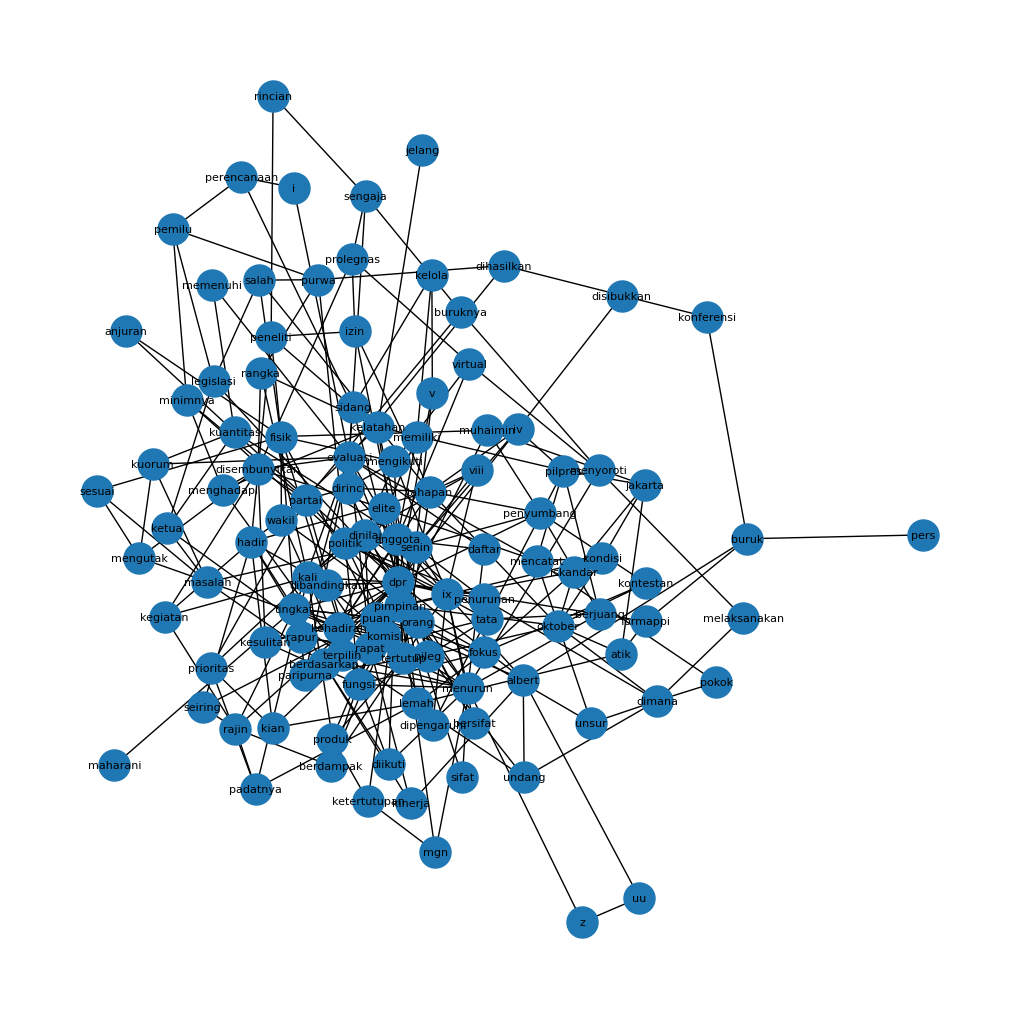 rincian
jelang
perencanaan
i
sengaja
pemilu
prolegnas
dihasilkan
kelola
memenuhi
salah
purwa
disibukkan
buruknya
konferensi
anjuran
peneliti
izin
virtual
rangka
legislasi
v
minimnya
sidang
kelatahan
muhaimin
iv
kuantitas
fisik
memiliki
evaluasi
mengikuti
kuorum
disembunyikan
viii
pilpres
menyoroti
jakarta
sesuai
menghadapi
dirinci
tahapan
partai
elite
penyumbang
wakil
ketua
dinilai
anggota
buruk
pers
hadir
politik
senin
daftar
mengutak
mencatat
kondisi
iskandar
masalah
kali
dibandingkan
dpr
kontestan
ix
penurunan
pimpinan
kegiatan
tingkat
puan
orang
tata
berjuang
formappi
melaksanakan
oktober
kehadiran
komisi
kesulitan
rapur
rapat
terpilih
tertutup
pileg
fokus
atik
prioritas
berdasarkan
paripurna
fungsi
menurun
albert
pokok
seiring
lemah
dimana
rajin
kian
dipengaruhi
bersifat
unsur
produk
maharani
berdampak
diikuti
sifat
undang
padatnya
ketertutupan
kinerja
mgn
uu
z